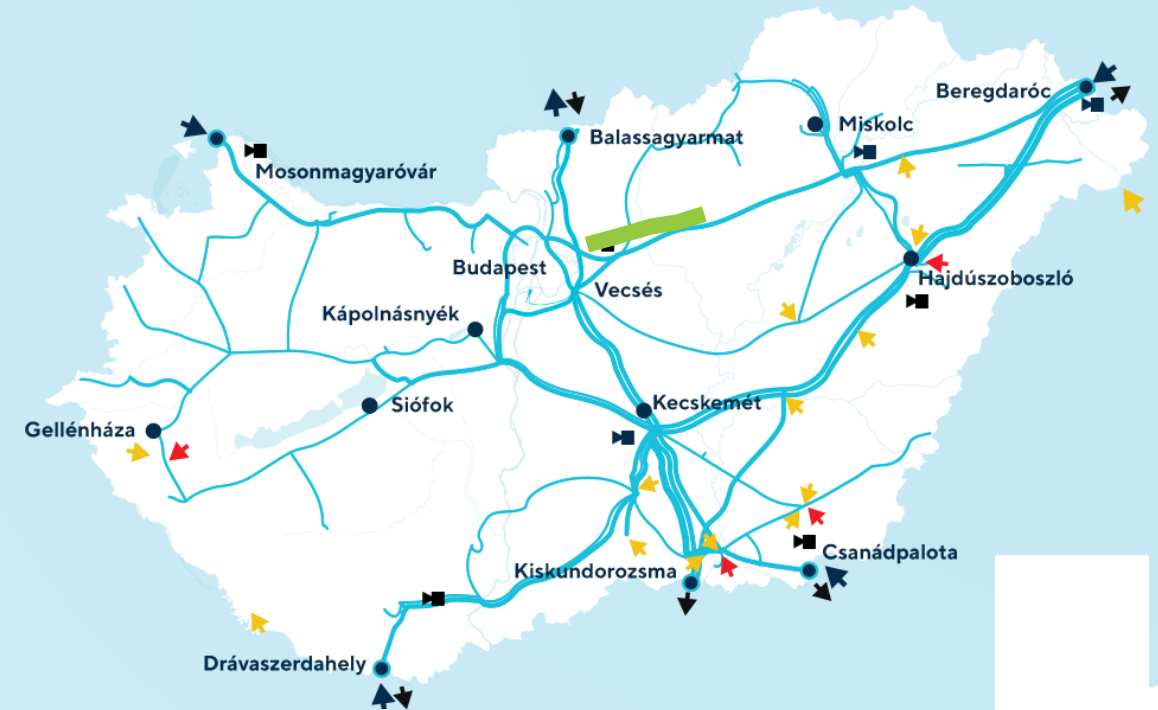 Beregdaróc
Miskolc
Balassagyarmat
Mosonmagyaróvár
Budapest
Hajdúszoboszló
Vecsés
Kápolnásnyék
Siófok
Kecskemét
Gellénháza
Csanádpalota
Kiskundorozsma
Drávaszerdahely